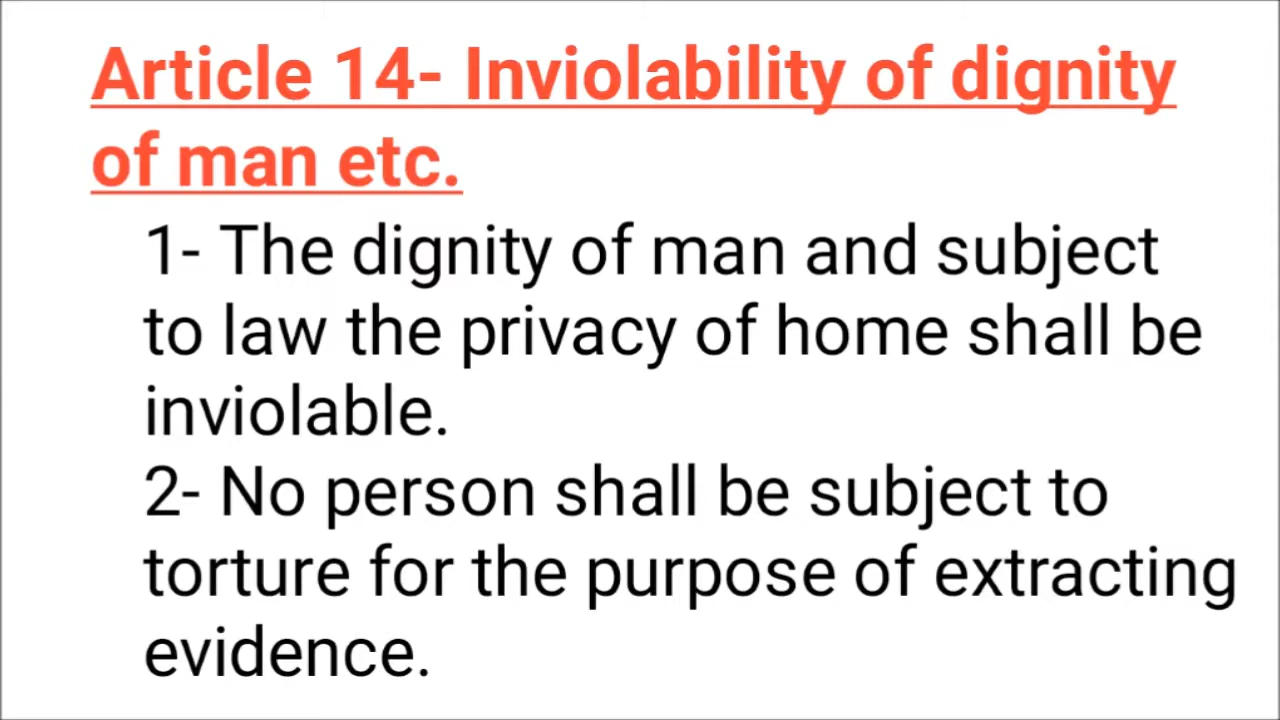 Article 14- Inviolability of dignity
of man etc.
1- The dignity of man and subject
to law the privacy of home shall be
inviolable.
2- No person shall be subject to
torture for the purpose of extracting
evidence.